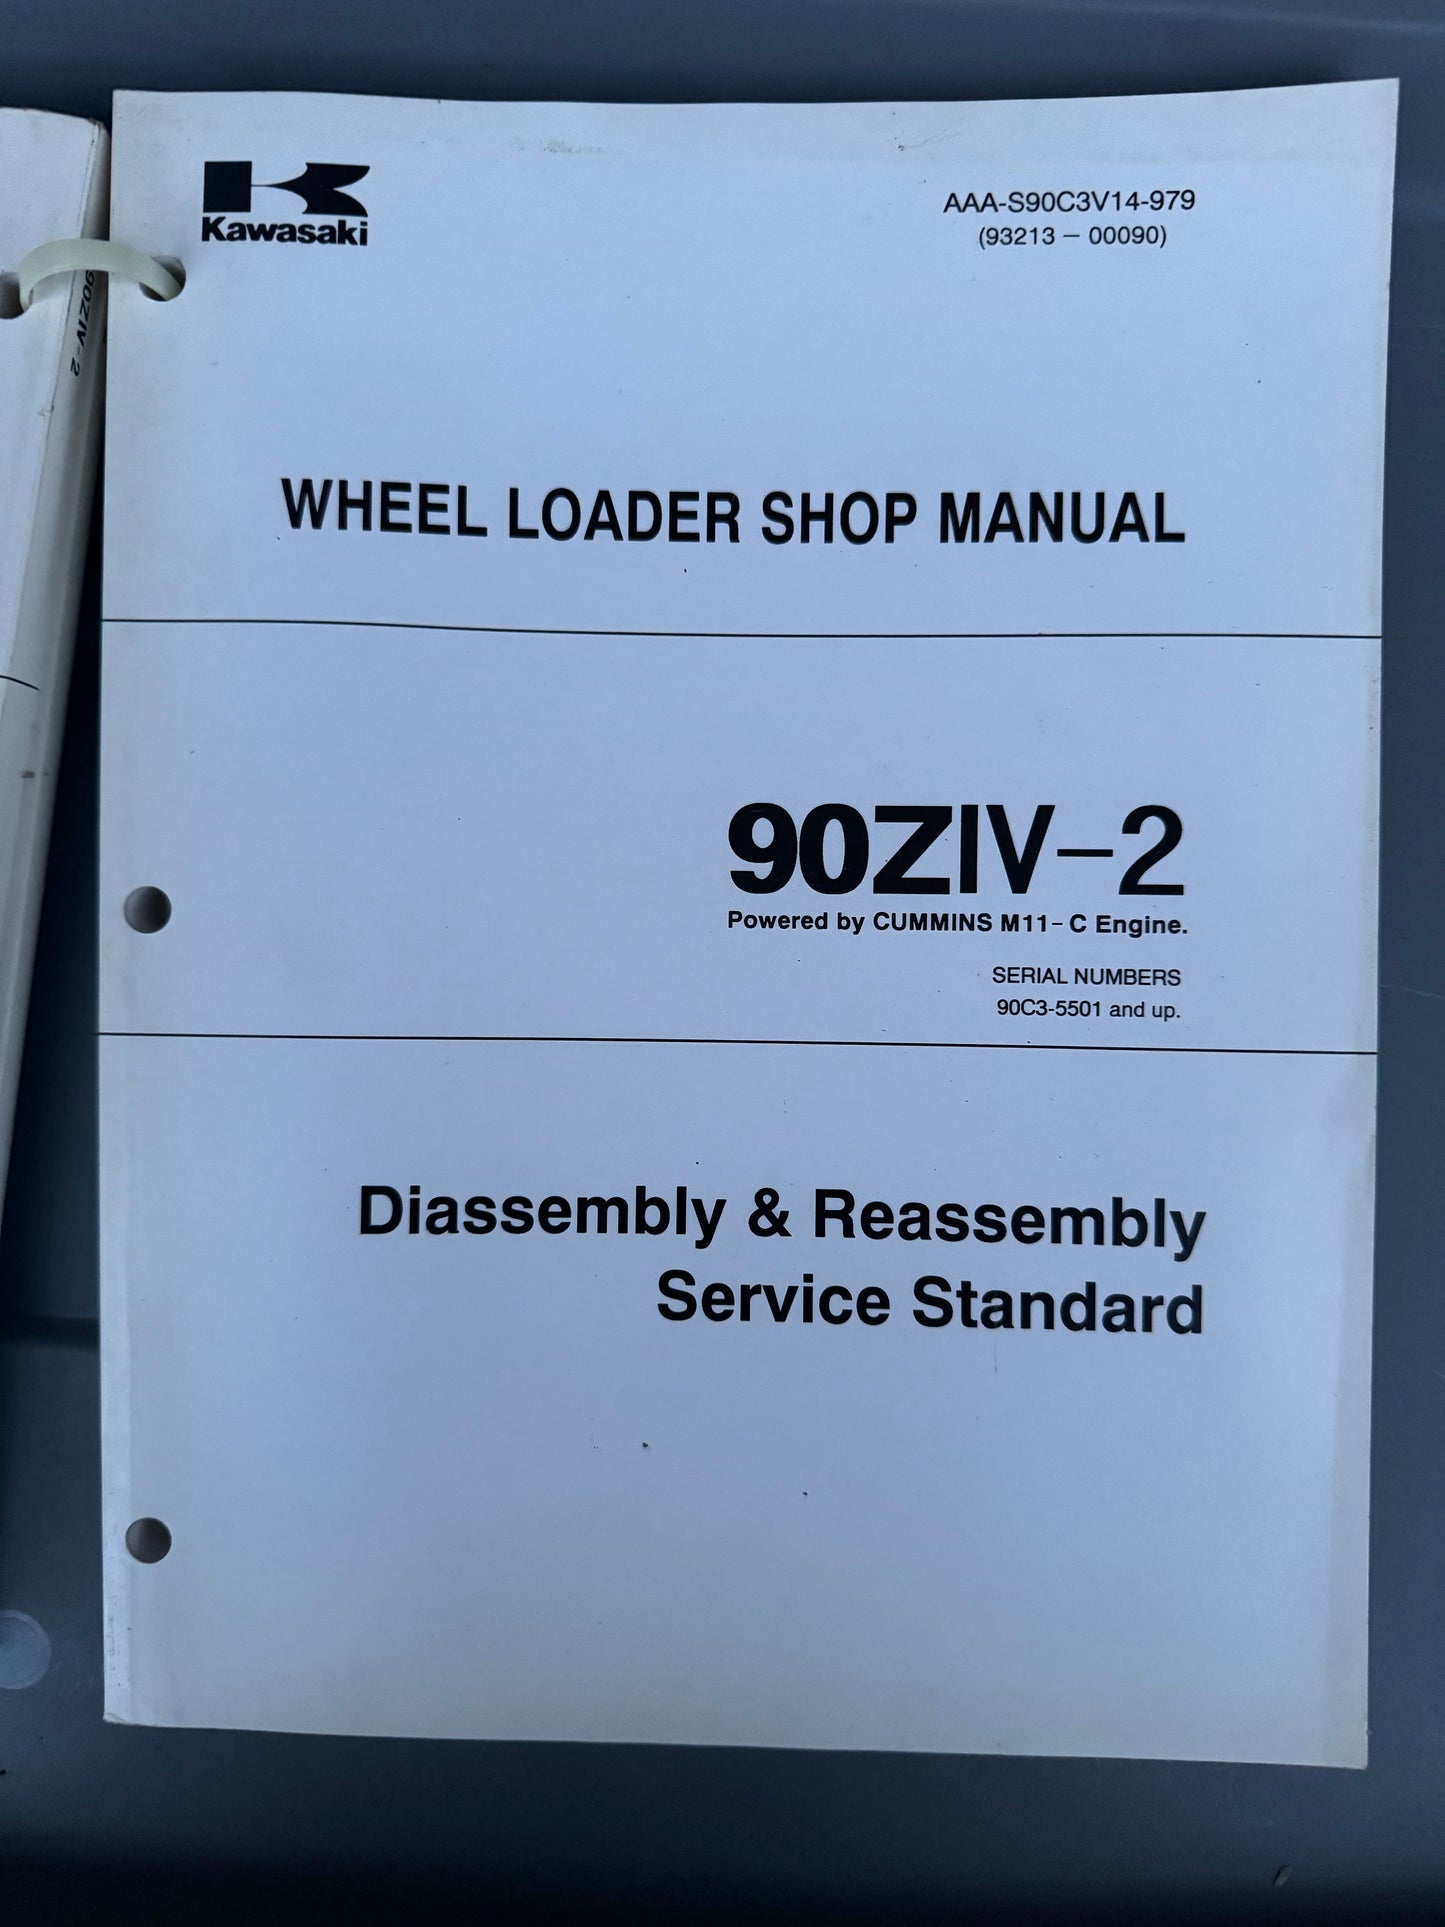 Kawasaki
AAA-S90C3V14-979
(93213 – 00090)
90ZIV-2
WHEEL LOADER SHOP MANUAL
90ZIV–2
Powered by CUMMINS M11-C Engine.
SERIAL NUMBERS
90C3-5501 and up.
Diassembly & Reassembly
Service Standard